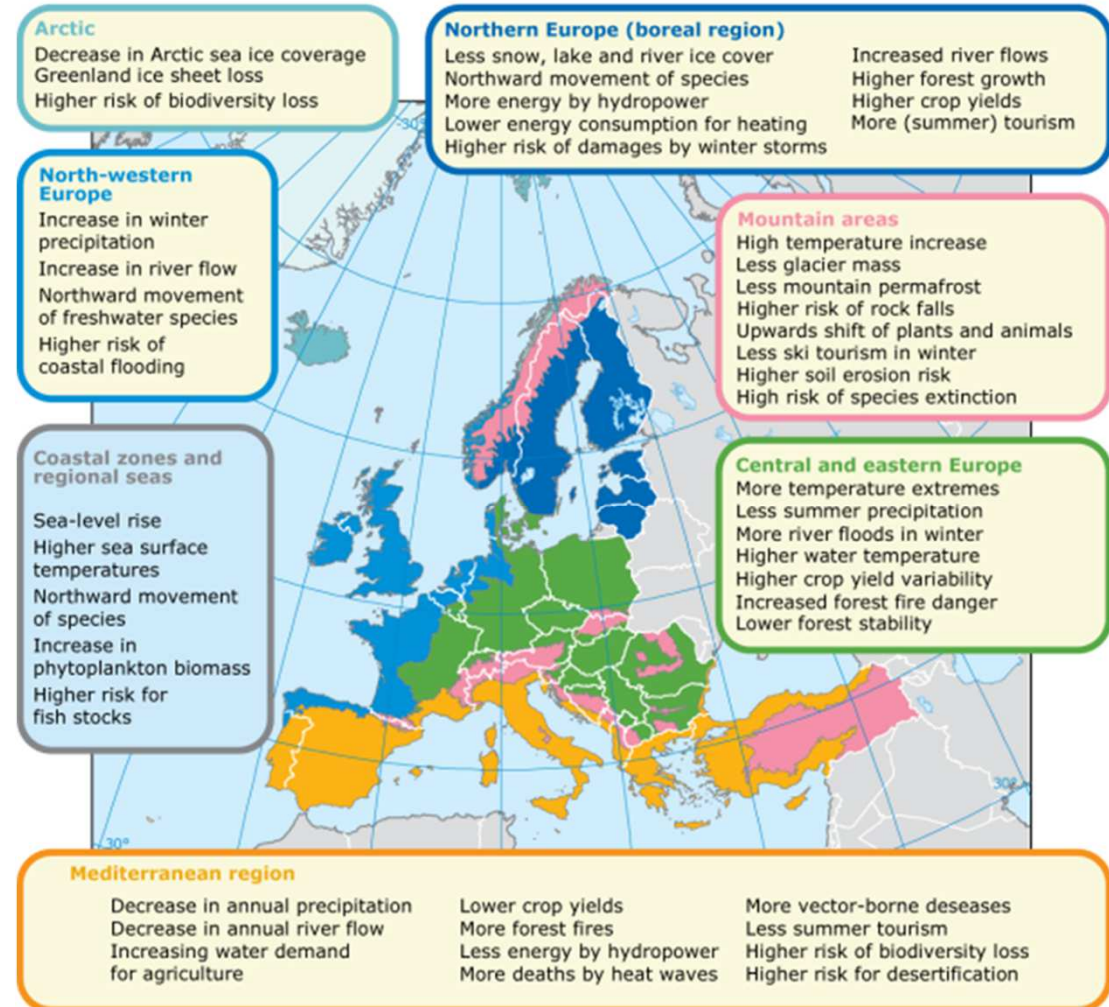 Arctic
Decrease in Arctic sea ice coverage
Greenland ice sheet loss
Higher risk of biodiversity loss
Northern Europe (boreal region)
Less snow, lake and river ice cover
Northward movement of species
More energy by hydropower
Lower energy consumption for heating
Higher risk of damages by winter storms
Increased river flows
Higher forest growth
Higher crop yields
More (summer) tourism
-30°
North-western
Europe
Increase in winter
precipitation
Increase in river flow
Northward movement
of freshwater species
Higher risk of
coastal flooding
Mountain areas
High temperature increase
Less glacier mass
Less mountain permafrost
Higher risk of rock falls
Upwards shift of plants and animals
Less ski tourism in winter
Higher soil erosion risk
High risk of species extinction
Coastal zones and
regional seas
Sea-level rise
Higher sea surface
temperatures
Northward movement
of species
Increase in
phytoplankton biomass
Higher risk for
fish stocks
Central and eastern Europe
More temperature extremes
Less summer precipitation
More river floods in winter
Higher water temperature
Higher crop yield variability
Increased forest fire danger
Lower forest stability
30°
30°
Mediterranean region
Decrease in annual precipitation
Decrease in annual river flow
Increasing water demand
for agriculture
Lower crop yields
More forest fires
Less energy by hydropower
More deaths by heat waves
More vector-borne deseases
Less summer tourism
Higher risk of biodiversity loss
Higher risk for desertification